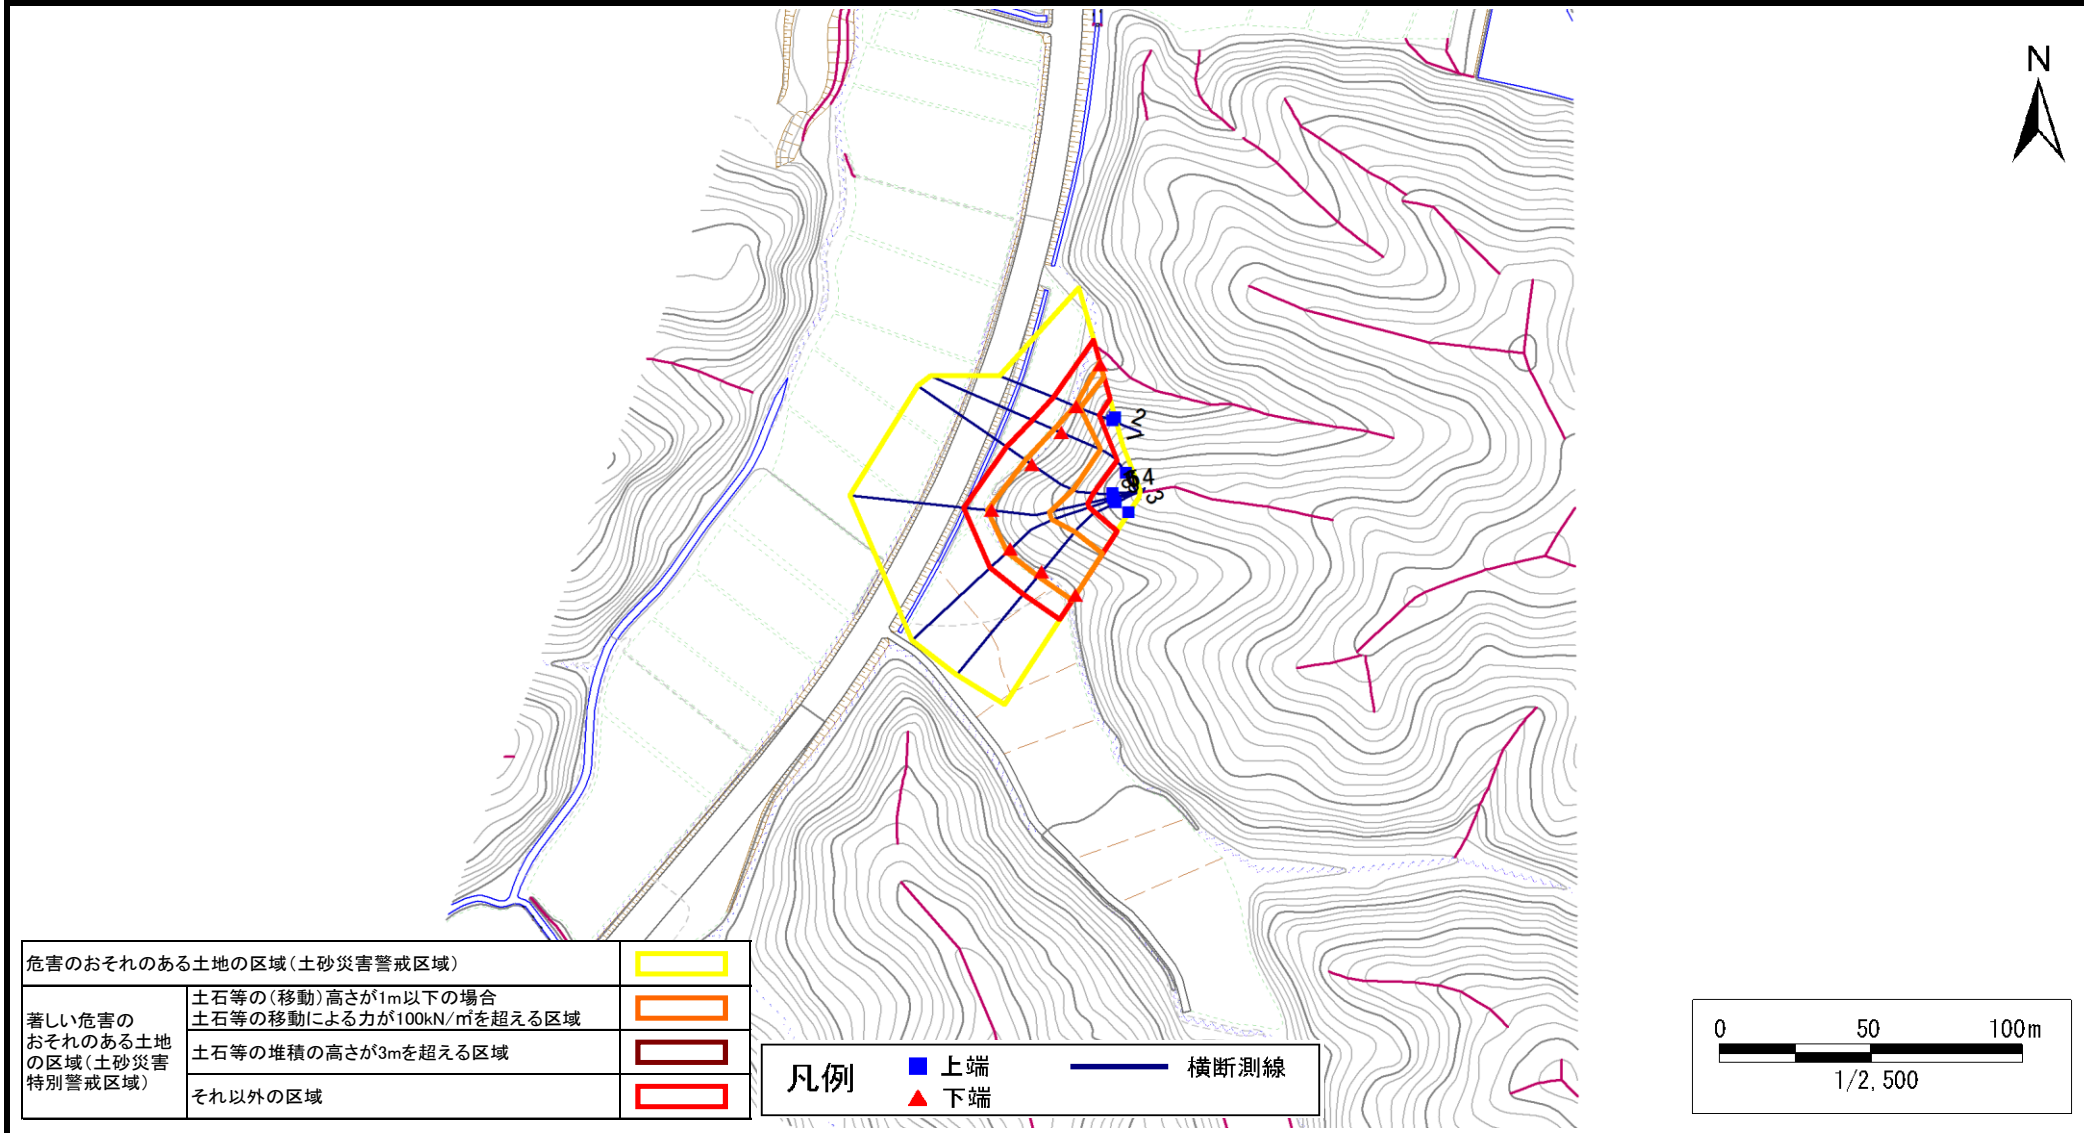 N
2
1
4
3
危害のおそれのある土地の区域(土砂災害警戒区域)
著しい危害の
おそれのある土地
の区域(土砂災害
特別警戒区域)
土石等の(移動)高さが1m以下の場合
土石等の移動による力が100kN/㎡を超える区域
土石等の堆積の高さが3mを超える区域
それ以外の区域
凡例
上端
下端
横断測線
0 50 100m
1/2,500